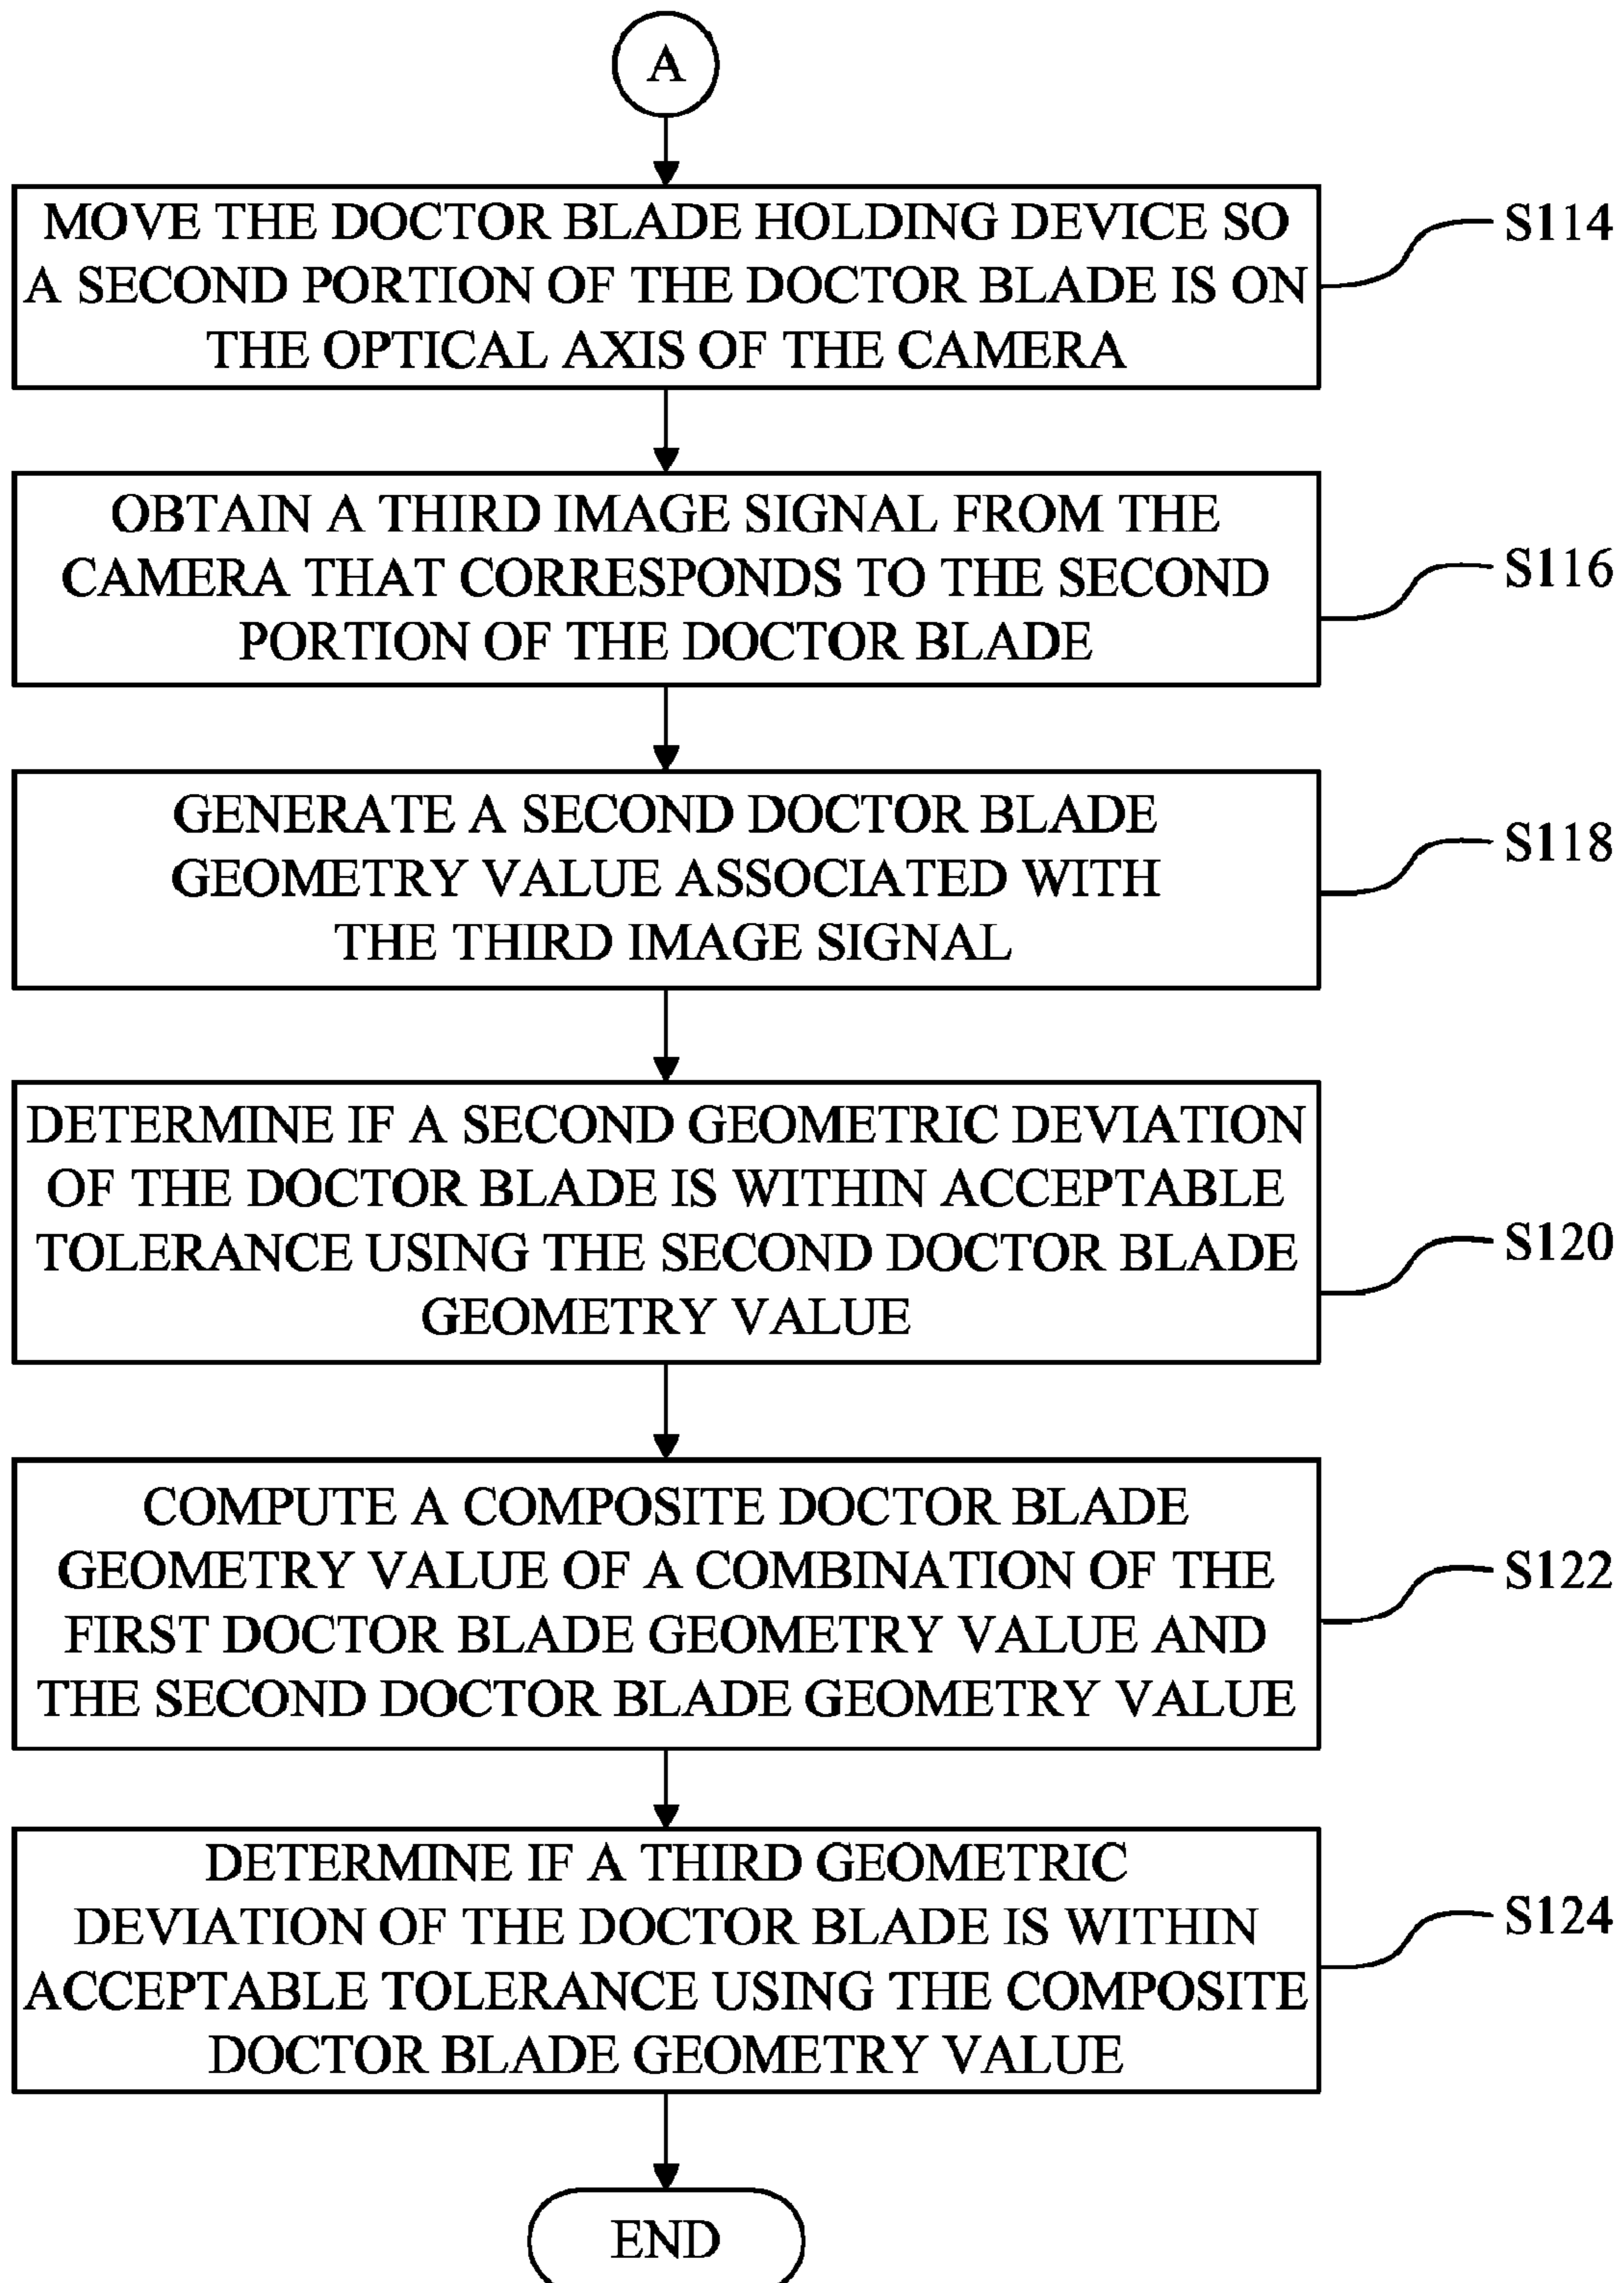 A
MOVE THE DOCTOR BLADE HOLDING DEVICE SO
A SECOND PORTION OF THE DOCTOR BLADE IS ON
THE OPTICAL AXIS OF THE CAMERA
S114
OBTAIN A THIRD IMAGE SIGNAL FROM THE
CAMERA THAT CORRESPONDS TO THE SECOND
PORTION OF THE DOCTOR BLADE
S116
GENERATE A SECOND DOCTOR BLADE
GEOMETRY VALUE ASSOCIATED WITH
THE THIRD IMAGE SIGNAL
S118
DETERMINE IF A SECOND GEOMETRIC DEVIATION
OF THE DOCTOR BLADE IS WITHIN ACCEPTABLE
TOLERANCE USING THE SECOND DOCTOR BLADE
GEOMETRY VALUE
S120
COMPUTE A COMPOSITE DOCTOR BLADE
GEOMETRY VALUE OF A COMBINATION OF THE
FIRST DOCTOR BLADE GEOMETRY VALUE AND
THE SECOND DOCTOR BLADE GEOMETRY VALUE
S122
DETERMINE IF A THIRD GEOMETRIC
DEVIATION OF THE DOCTOR BLADE IS WITHIN
ACCEPTABLE TOLERANCE USING THE COMPOSITE
DOCTOR BLADE GEOMETRY VALUE
S124
END